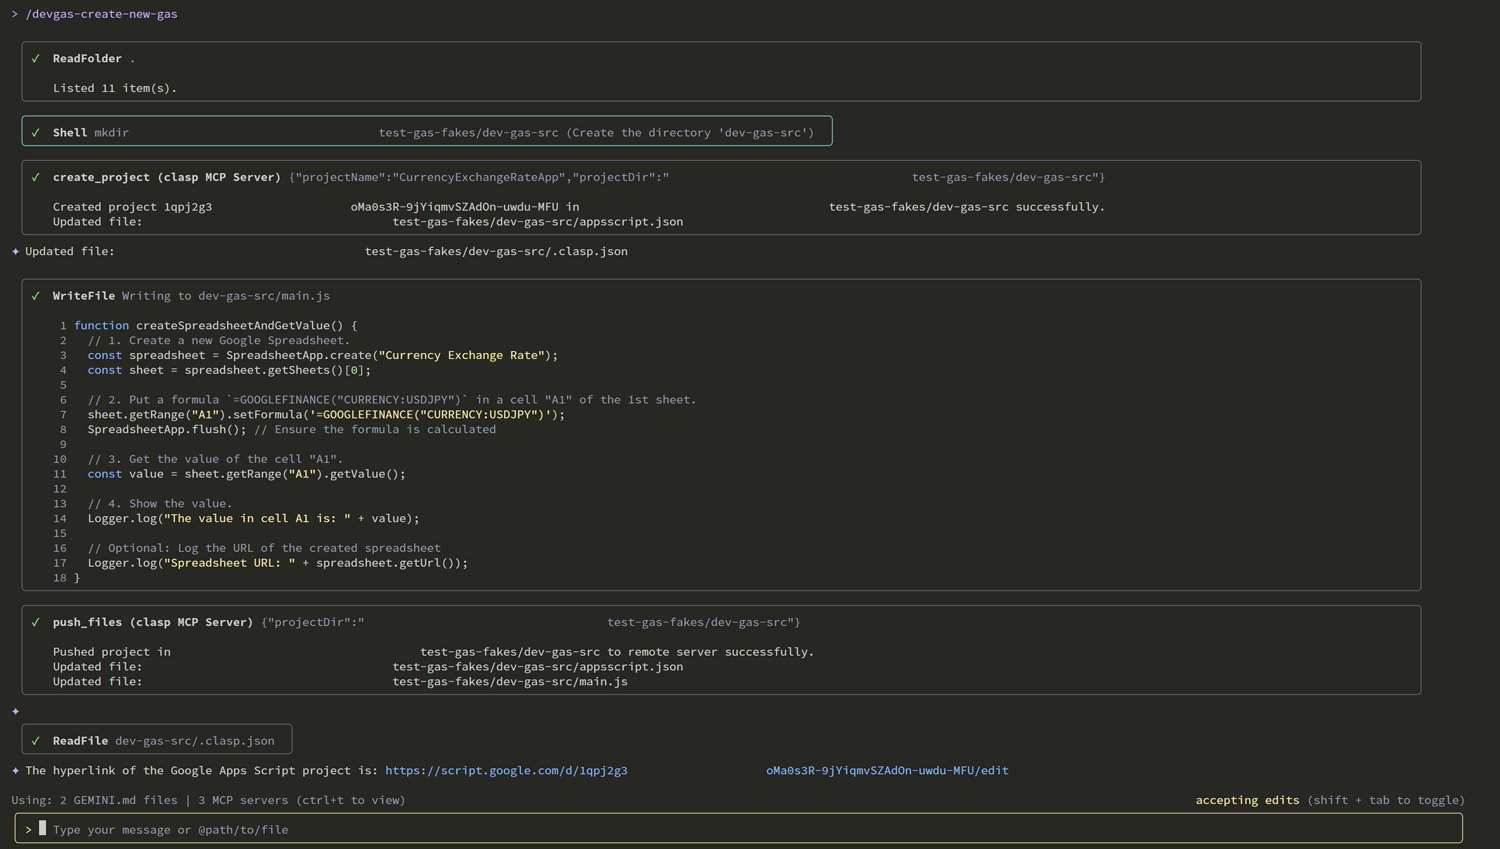 > /devgas-create-new-gas
✓ ReadFolder .
Listed 11 item(s).
✓ Shell mkdir test-gas-fakes/dev-gas-src (Create the directory 'dev-gas-src')
✓ create_project (clasp MCP Server) {"projectName":"CurrencyExchangeRateApp","projectDir":" test-gas-fakes/dev-gas-src"}
Created project 1qpj2g3 oMa0s3R-9jYiqmvSZAdOn-uwdu-MFU in test-gas-fakes/dev-gas-src successfully.
Updated file: test-gas-fakes/dev-gas-src/appsscript.json
✦ Updated file: test-gas-fakes/dev-gas-src/.clasp.json
✓ WriteFile Writing to dev-gas-src/main.js
1 function createSpreadsheetAndGetValue() {
2   // 1. Create a new Google Spreadsheet.
3   const spreadsheet = SpreadsheetApp.create("Currency Exchange Rate");
4   const sheet = spreadsheet.getSheets()[0];
5
6   // 2. Put a formula `=GOOGLEFINANCE("CURRENCY:USDJPY")` in a cell "A1" of the 1st sheet.
7   sheet.getRange("A1").setFormula('=GOOGLEFINANCE("CURRENCY:USDJPY")');
8   SpreadsheetApp.flush(); // Ensure the formula is calculated
9
10   // 3. Get the value of the cell "A1".
11   const value = sheet.getRange("A1").getValue();
12
13   // 4. Show the value.
14   Logger.log("The value in cell A1 is: " + value);
15
16   // Optional: Log the URL of the created spreadsheet
17   Logger.log("Spreadsheet URL: " + spreadsheet.getUrl());
18 }
✓ push_files (clasp MCP Server) {"projectDir":" test-gas-fakes/dev-gas-src"}
Pushed project in test-gas-fakes/dev-gas-src to remote server successfully.
Updated file: test-gas-fakes/dev-gas-src/appsscript.json
Updated file: test-gas-fakes/dev-gas-src/main.js
✦
✓ ReadFile dev-gas-src/.clasp.json
✦ The hyperlink of the Google Apps Script project is: https://script.google.com/d/1qpj2g3 oMa0s3R-9jYiqmvSZAdOn-uwdu-MFU/edit
Using: 2 GEMINI.md files | 3 MCP servers (ctrl+t to view) accepting edits (shift + tab to toggle)
> Type your message or @path/to/file